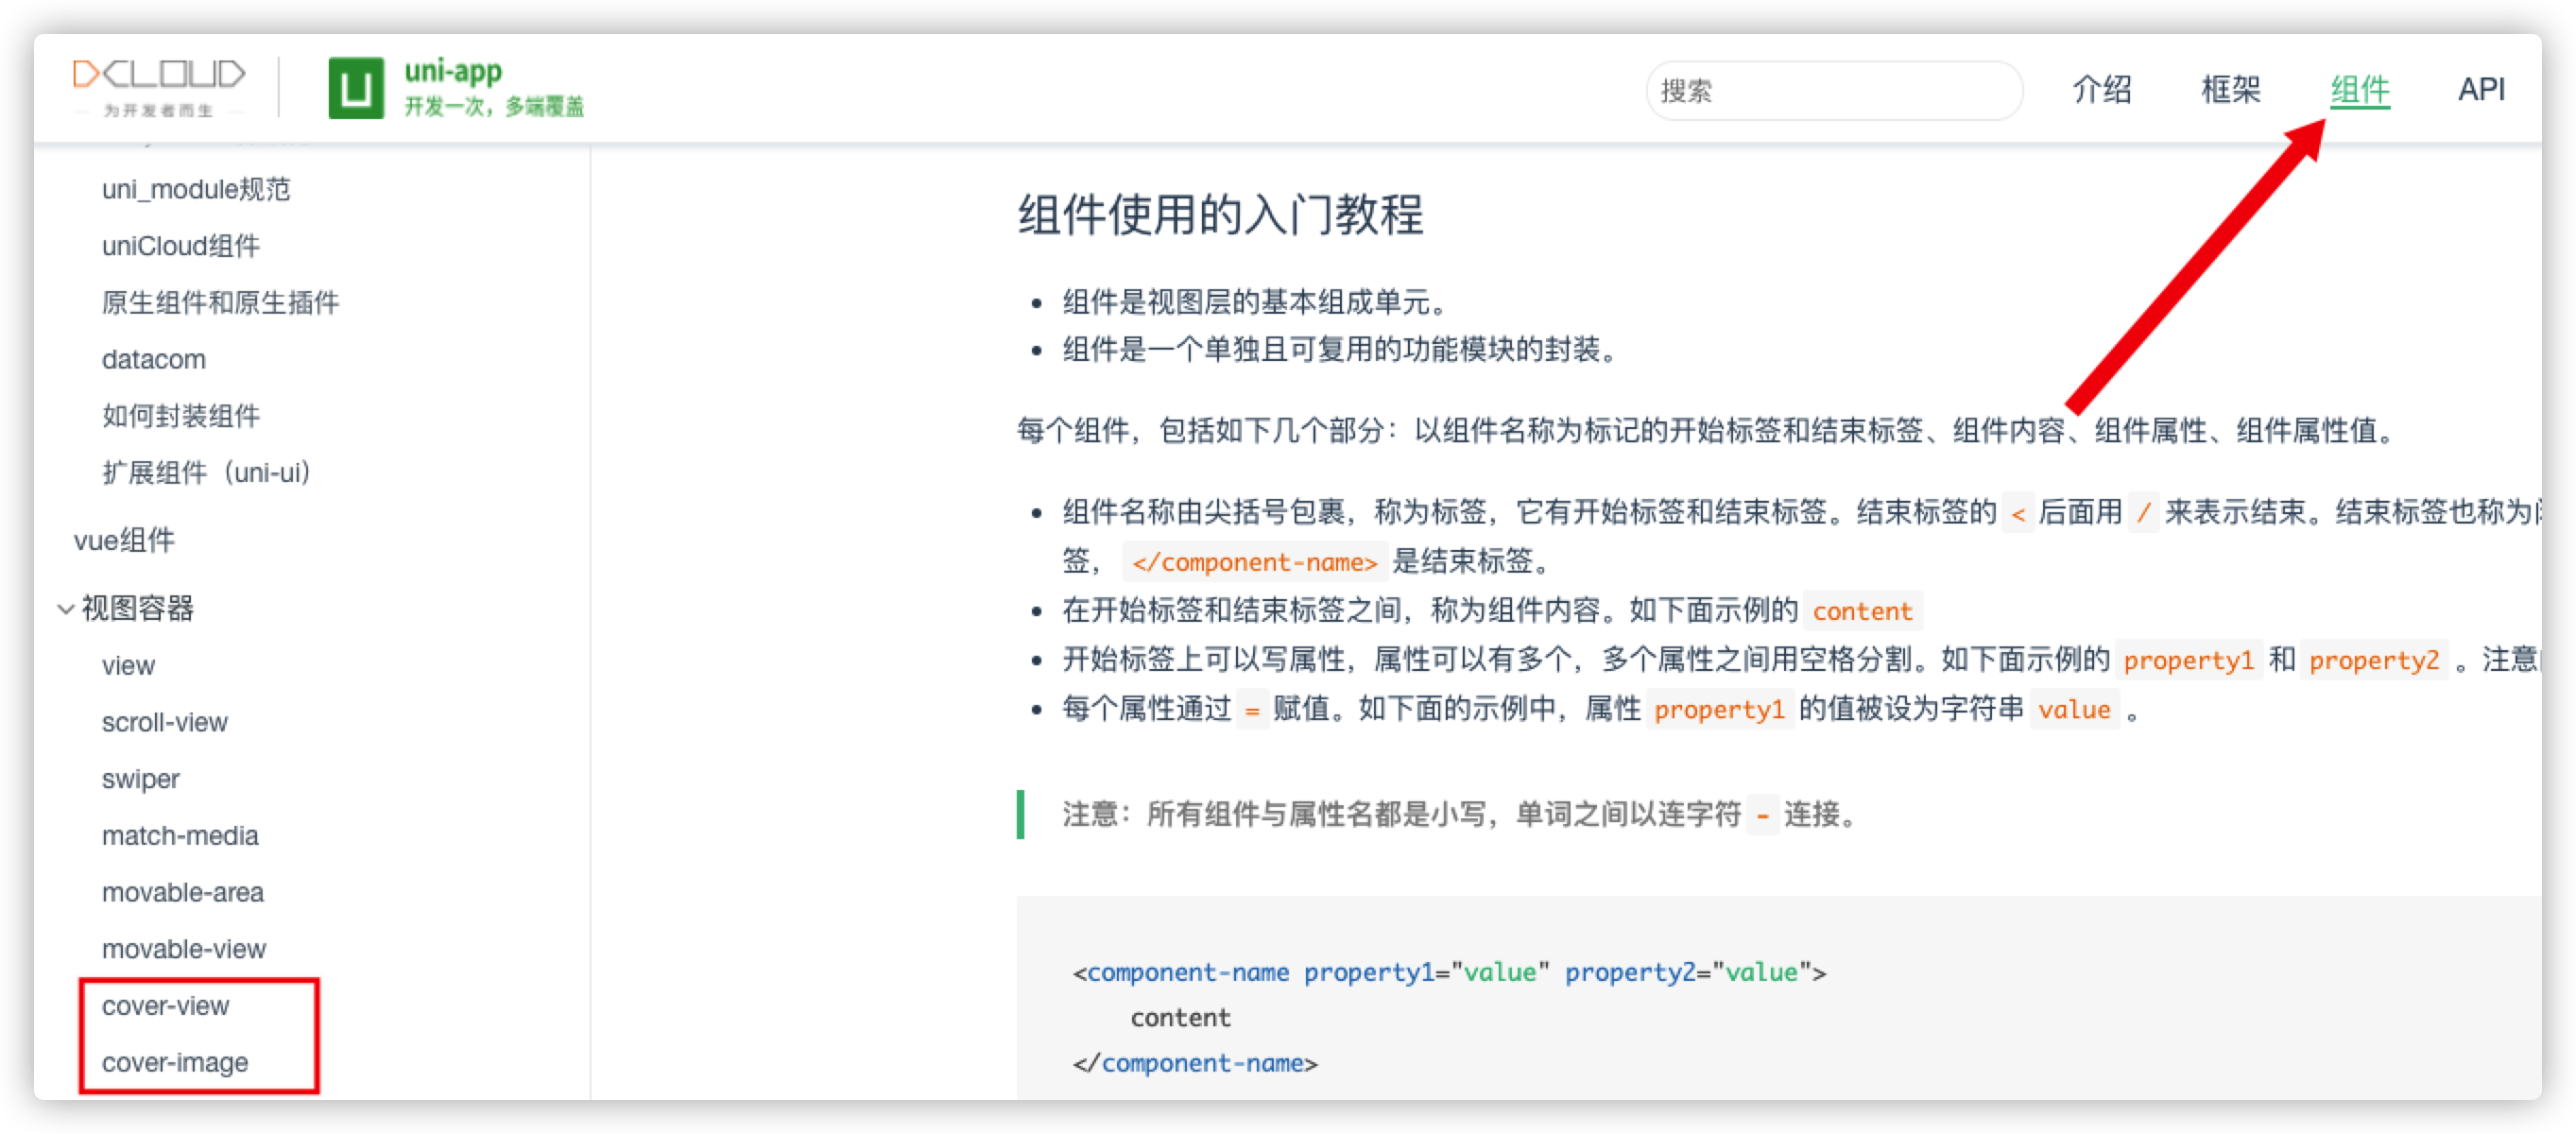 DCLOUD
为开发者而生
uni-app
开发一次，多端覆盖
搜索
介绍
框架
组件
API
uni_module规范
uniCloud组件
原生组件和原生插件
datacom
如何封装组件
扩展组件（uni-ui）
vue组件
视图容器
view
scroll-view
swiper
match-media
movable-area
movable-view
cover-view
cover-image
组件使用的入门教程
组件是视图层的基本组成单元。
组件是一个单独且可复用的功能模块的封装。
每个组件，包括如下几个部分：以组件名称为标记的开始标签和结束标签、组件内容、组件属性、组件属性值。
组件名称由尖括号包裹，称为标签，它有开始标签和结束标签。结束标签的 < 后面用 / 来表示结束。结束标签也称为
签， </component-name> 是结束标签。
在开始标签和结束标签之间，称为组件内容。如下面示例的 content
开始标签上可以写属性，属性可以有多个，多个属性之间用空格分割。如下面示例的 property1 和 property2 。注意
每个属性通过 = 赋值。如下面的示例中，属性 property1 的值被设为字符串 value 。
注意：所有组件与属性名都是小写，单词之间以连字符 - 连接。
<component-name property1="value" property2="value">
content
</component-name>